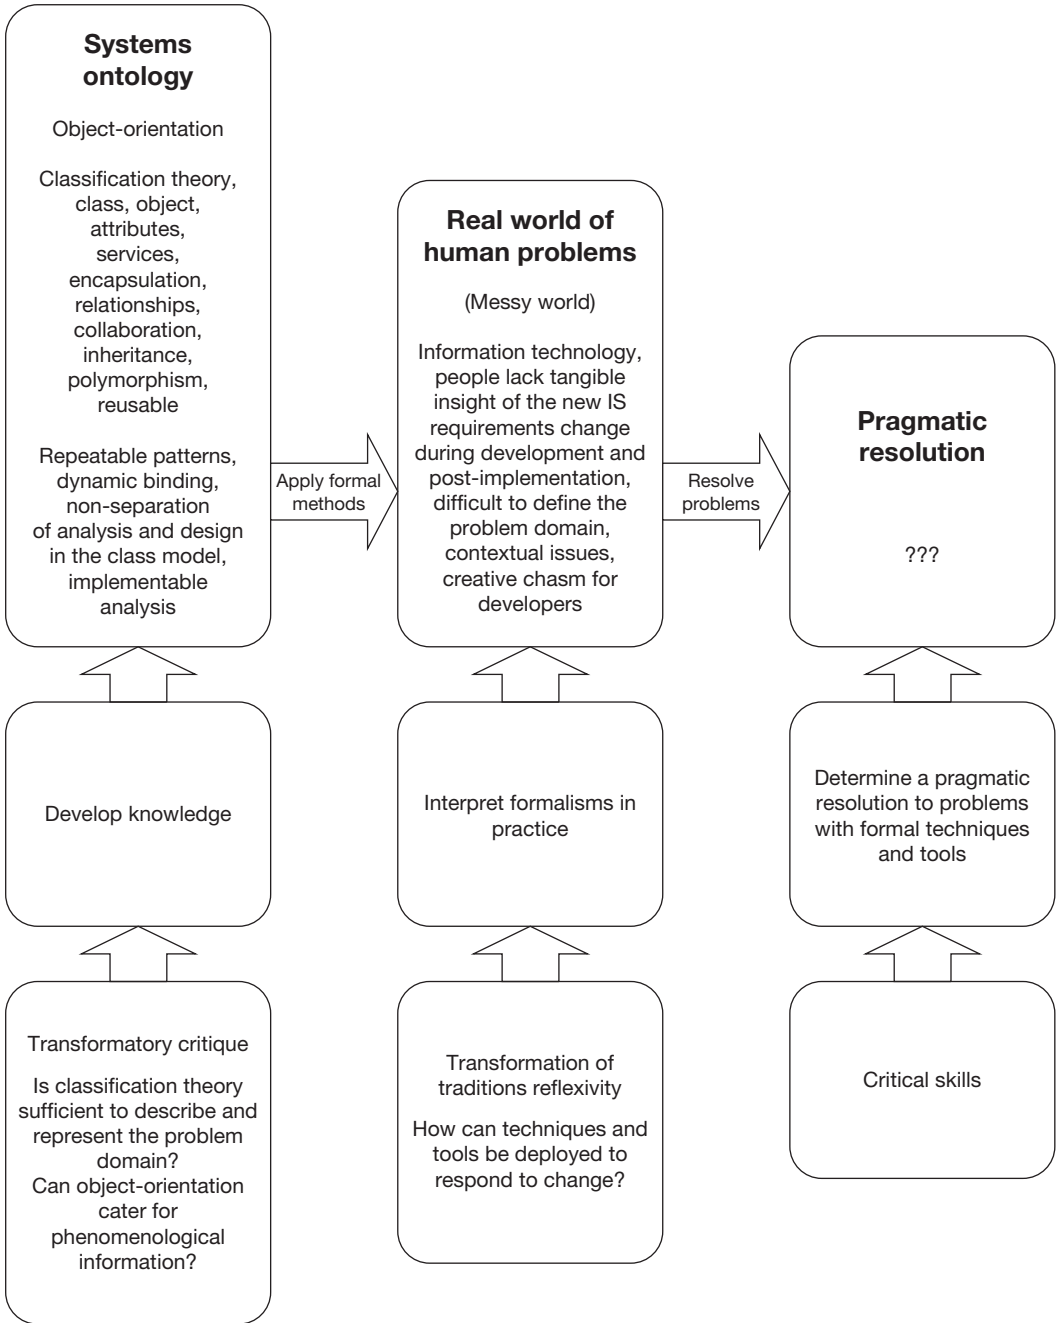 Systems
ontology
Object-orientation
Classification theory,
class, object,
attributes,
services,
encapsulation,
relationships,
collaboration,
inheritance,
polymorphism,
reusable
Repeatable patterns,
dynamic binding,
non-separation
of analysis and design
in the class model,
implementable
analysis
Apply formal
methods
Real world of
human problems
(Messy world)
Information technology,
people lack tangible
insight of the new IS
requirements change
during development and
post-implementation,
difficult to define the
problem domain,
contextual issues,
creative chasm for
developers
Resolve
problems
Pragmatic
resolution
???
Develop knowledge
Interpret formalisms in
practice
Determine a pragmatic
resolution to problems
with formal techniques
and tools
Transformatory critique
Is classification theory
sufficient to describe and
represent the problem
domain?
Can object-orientation
cater for
phenomenological
information?
Transformation of
traditions reflexivity
How can techniques and
tools be deployed to
respond to change?
Critical skills